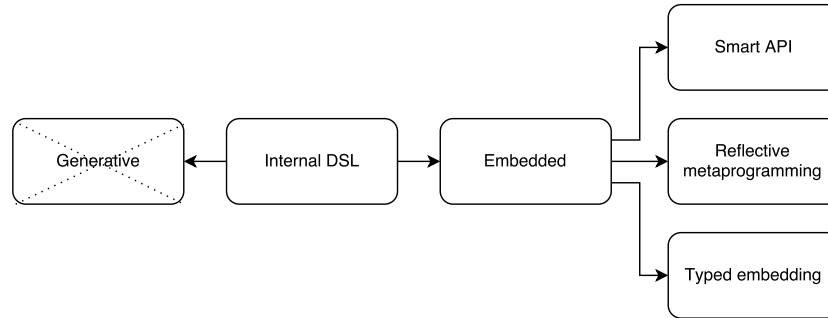 Smart API
Generative
Internal DSL
Embedded
Reflective
metaprogramming
Typed embedding